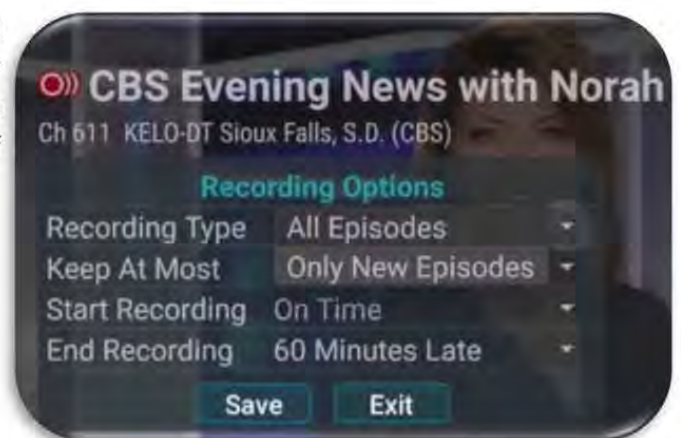 CBS Evening News with Norah
Ch 611 KELO-DT Sioux Falls, S.D. (CBS)
Recording Options
Recording Type All Episodes
Keep At Most Only New Episodes
Start Recording On Time
End Recording 60 Minutes Late
Save Exit